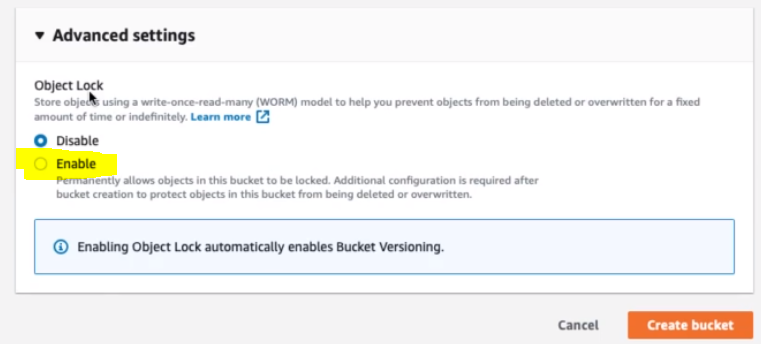 Advanced settings
Object Lock
Store objects using a write-once-read-many (WORM) model to help you prevent objects from being deleted or overwritten for a fixed
amount of time or indefinitely. Learn more
Disable
Enable
Permanently allows objects in this bucket to be locked. Additional configuration is required after
bucket creation to protect objects in this bucket from being deleted or overwritten.
Enabling Object Lock automatically enables Bucket Versioning.
Cancel Create bucket